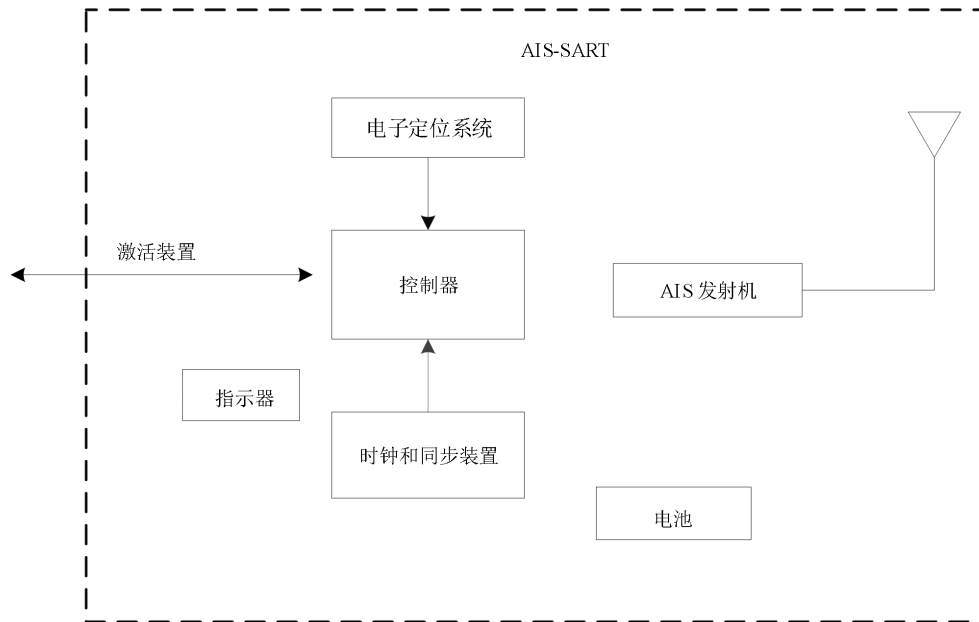 AIS-SART
电子定位系统
激活装置
控制器
AIS 发射机
指示器
时钟和同步装置
电池